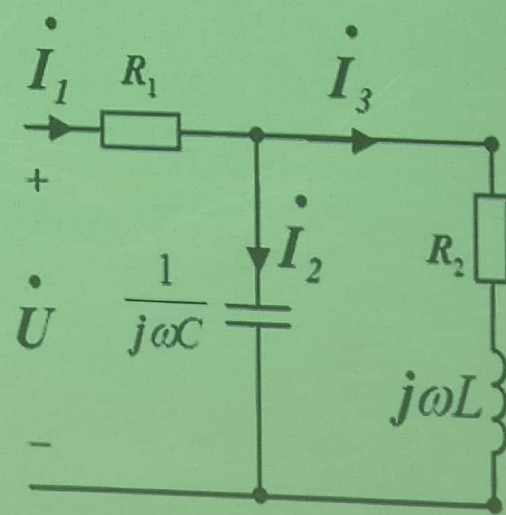 İ₁
R₁
İ₃
+
İ₂
1
jωC
R₂
U̇
jωL
−